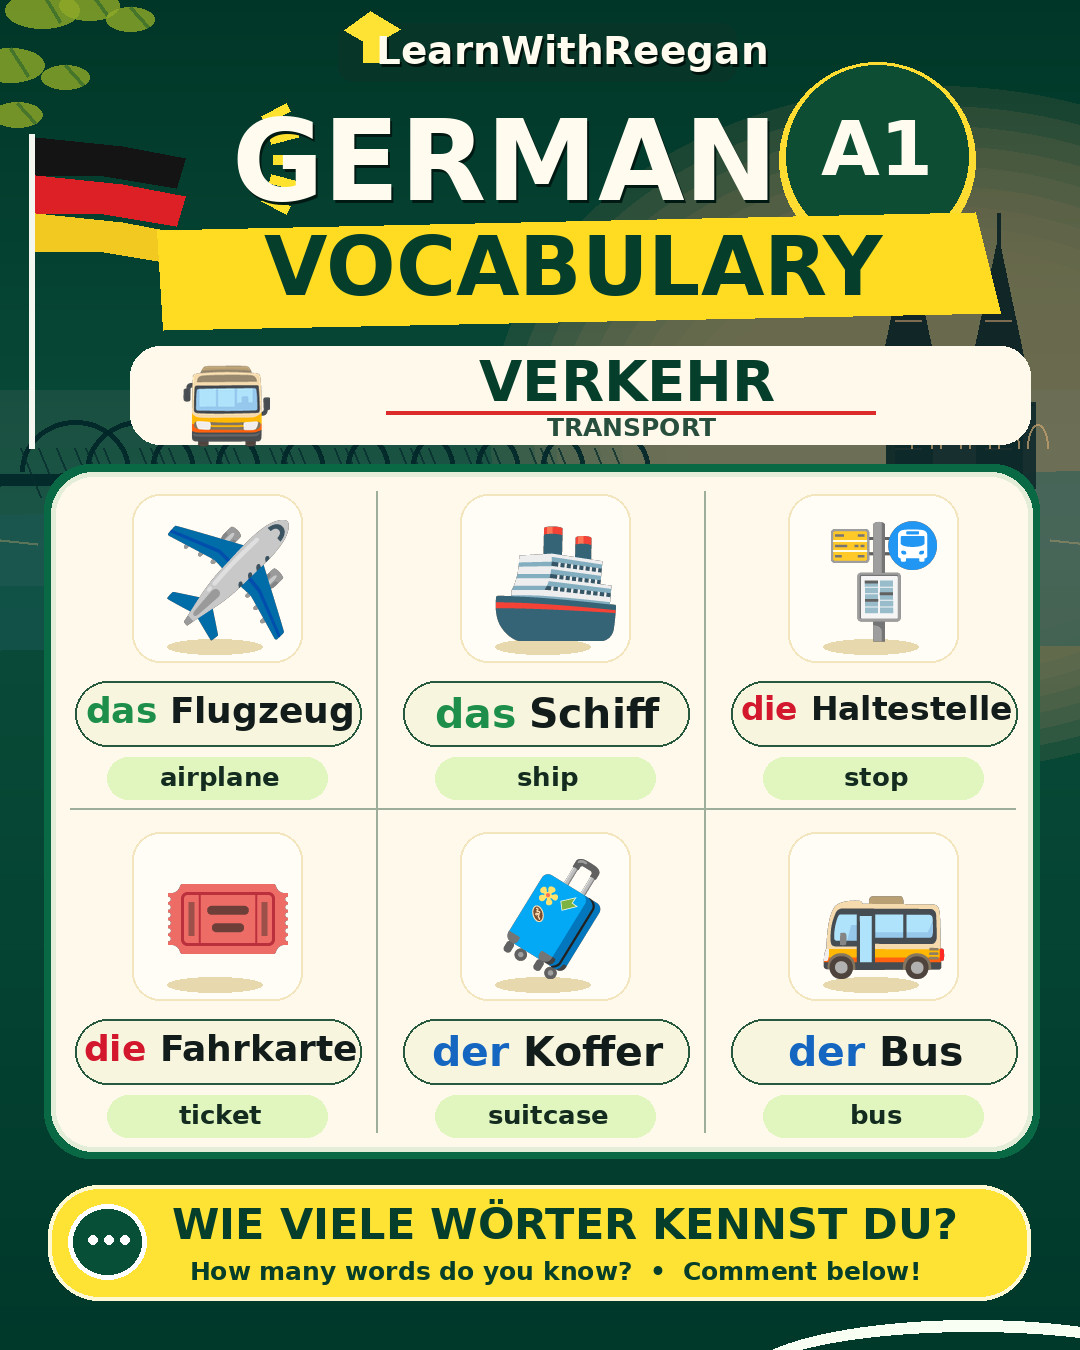 LearnWithReegan
GERMAN A1
VOCABULARY
VERKEHR
TRANSPORT
das Flugzeug
airplane
das Schiff
ship
die Haltestelle
stop
die Fahrkarte
ticket
der Koffer
suitcase
der Bus
bus
WIE VIELE WÖRTER KENNST DU?
How many words do you know? • Comment below!